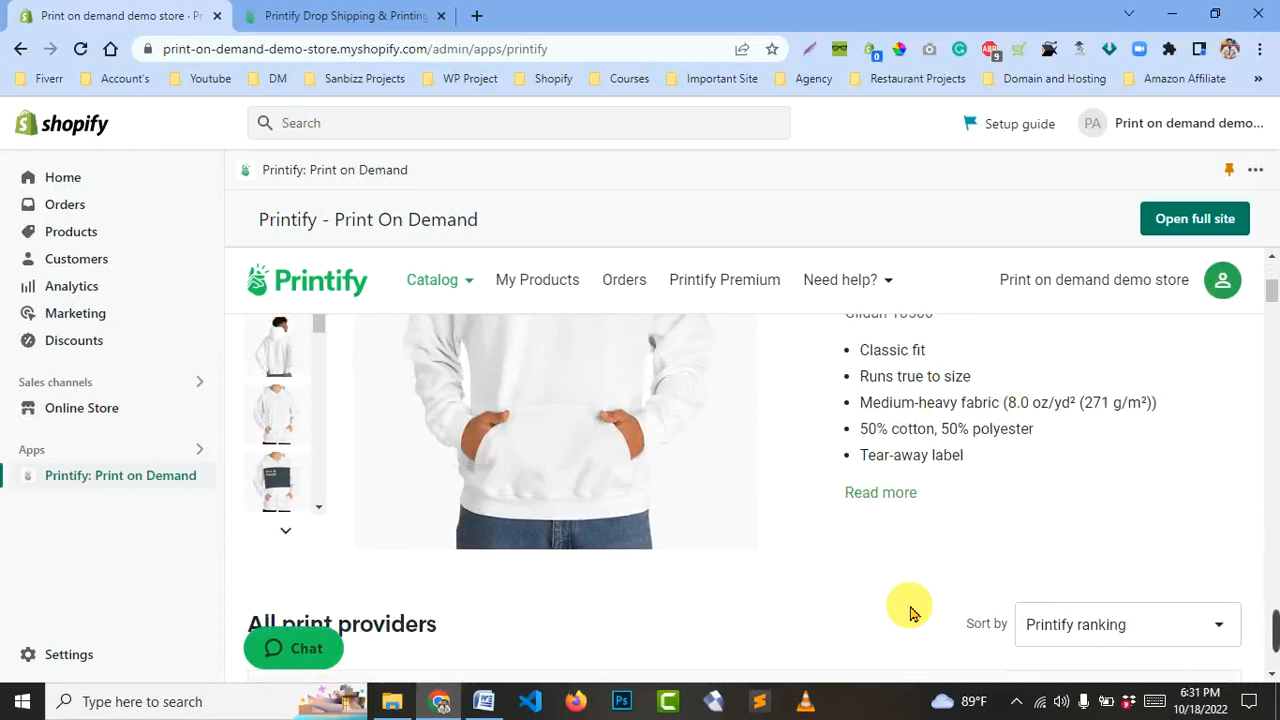 Print on demand demo store · Pr
Printify Drop Shipping & Printing
print-on-demand-demo-store.myshopify.com/admin/apps/printify
0
ABP
9
Fiverr
Account's
Youtube
DM
Sanbizz Projects
WP Project
Shopify
Courses
Important Site
Agency
Restaurant Projects
Domain and Hosting
Amazon Affiliate
shopify
Search
Setup guide
PA
Print on demand demo...
Home
Orders
Products
Customers
Analytics
Marketing
Discounts
Sales channels
Online Store
Apps
Printify: Print on Demand
Settings
Printify: Print on Demand
Printify - Print On Demand
Open full site
Printify
Catalog
My Products
Orders
Printify Premium
Need help?
Print on demand demo store
Gildan 18500
Classic fit
Runs true to size
Medium-heavy fabric (8.0 oz/yd² (271 g/m²))
50% cotton, 50% polyester
Tear-away label
Read more
All print providers
Sort by
Printify ranking
Chat
Type here to search
Ps
89°F
6:31 PM
10/18/2022